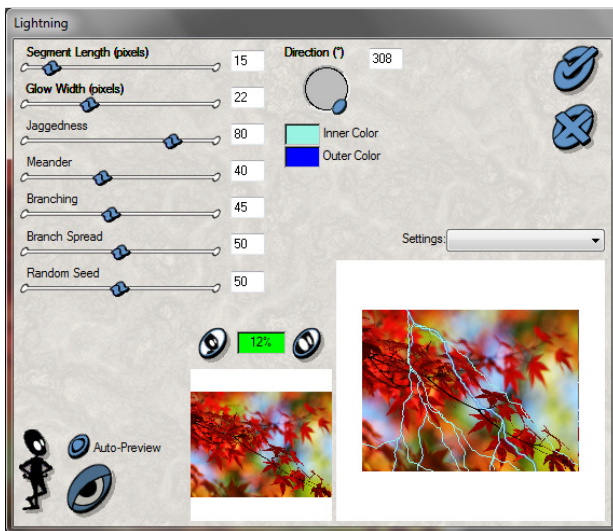 Lightning
Segment Length (pixels)
15
Glow Width (pixels)
22
Jaggedness
80
Meander
40
Branching
45
Branch Spread
50
Random Seed
50
Direction (°)
308
Inner Color
Outer Color
Settings:
12%
Auto-Preview